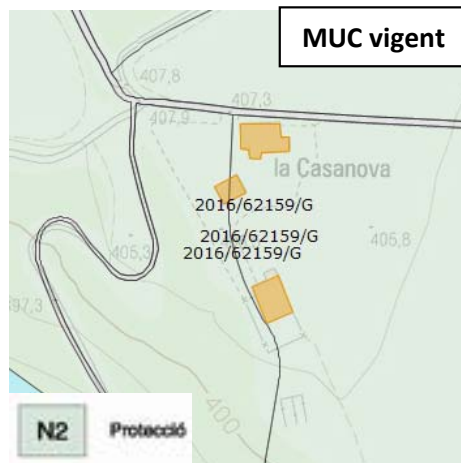 MUC vigent
407,8
407,3
407,9
la Casanova
2016/62159/G
2016/62159/G
405,3
405,8
2016/62159/G
397,3
400
N2 Protecció